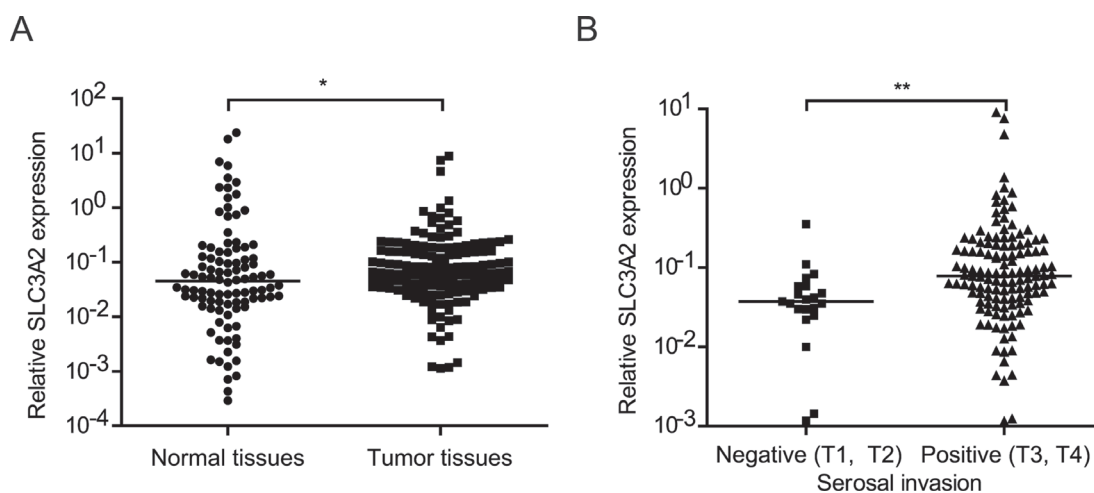 A
Relative SLC3A2 expression
10^2
10^1
10^0
10^-1
10^-2
10^-3
10^-4
*
Normal tissues
Tumor tissues
B
Relative SLC3A2 expression
10^1
10^0
10^-1
10^-2
10^-3
**
Negative (T1, T2)
Positive (T3, T4)
Serosal invasion